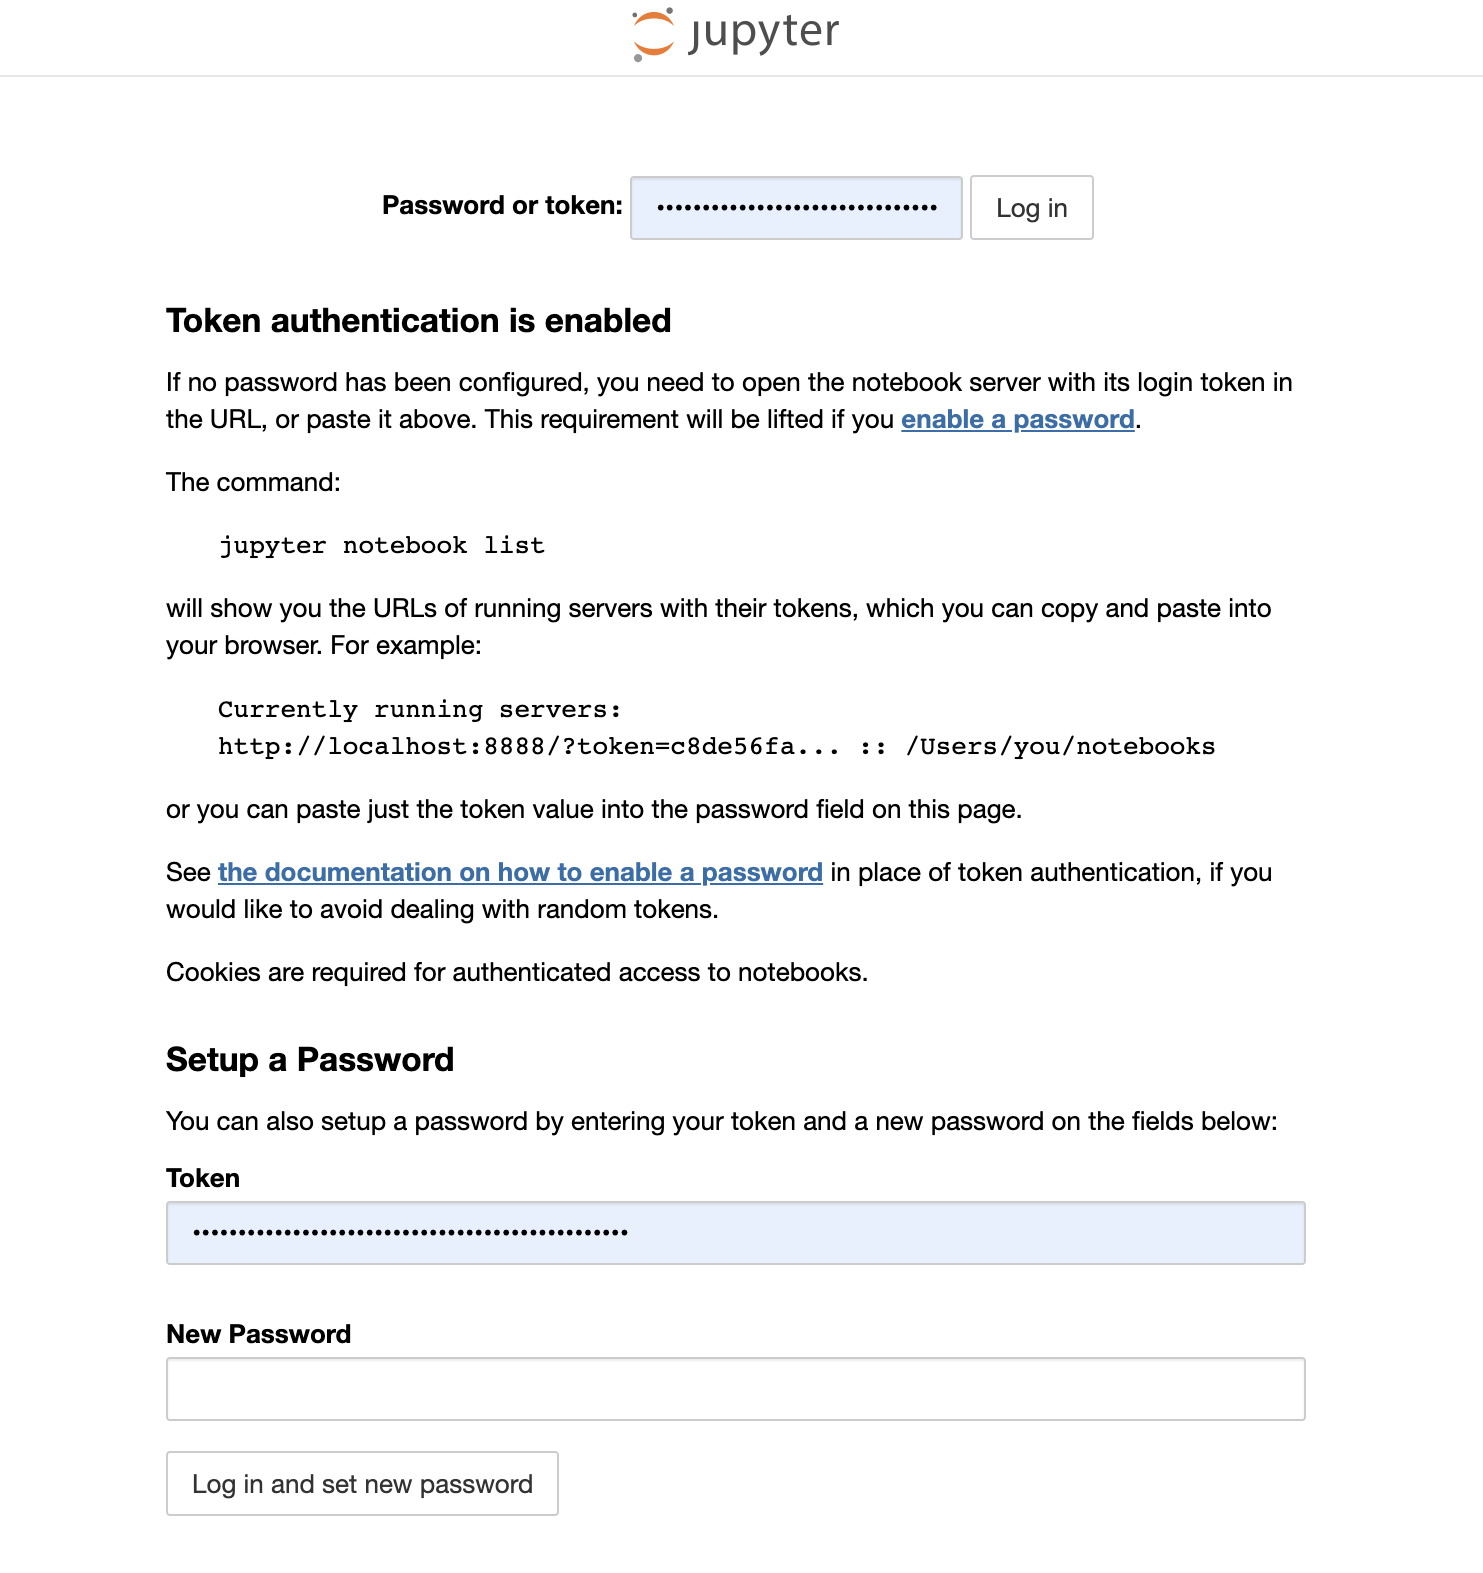 jupyter
Password or token: •••••••••••••••••••••••••••••••  Log in
Token authentication is enabled
If no password has been configured, you need to open the notebook server with its login token in
the URL, or paste it above. This requirement will be lifted if you enable a password.
The command:
jupyter notebook list
will show you the URLs of running servers with their tokens, which you can copy and paste into
your browser. For example:
Currently running servers:
http://localhost:8888/?token=c8de56fa... :: /Users/you/notebooks
or you can paste just the token value into the password field on this page.
See the documentation on how to enable a password in place of token authentication, if you
would like to avoid dealing with random tokens.
Cookies are required for authenticated access to notebooks.
Setup a Password
You can also setup a password by entering your token and a new password on the fields below:
Token
••••••••••••••••••••••••••••••••••••••••••••••••
New Password
Log in and set new password